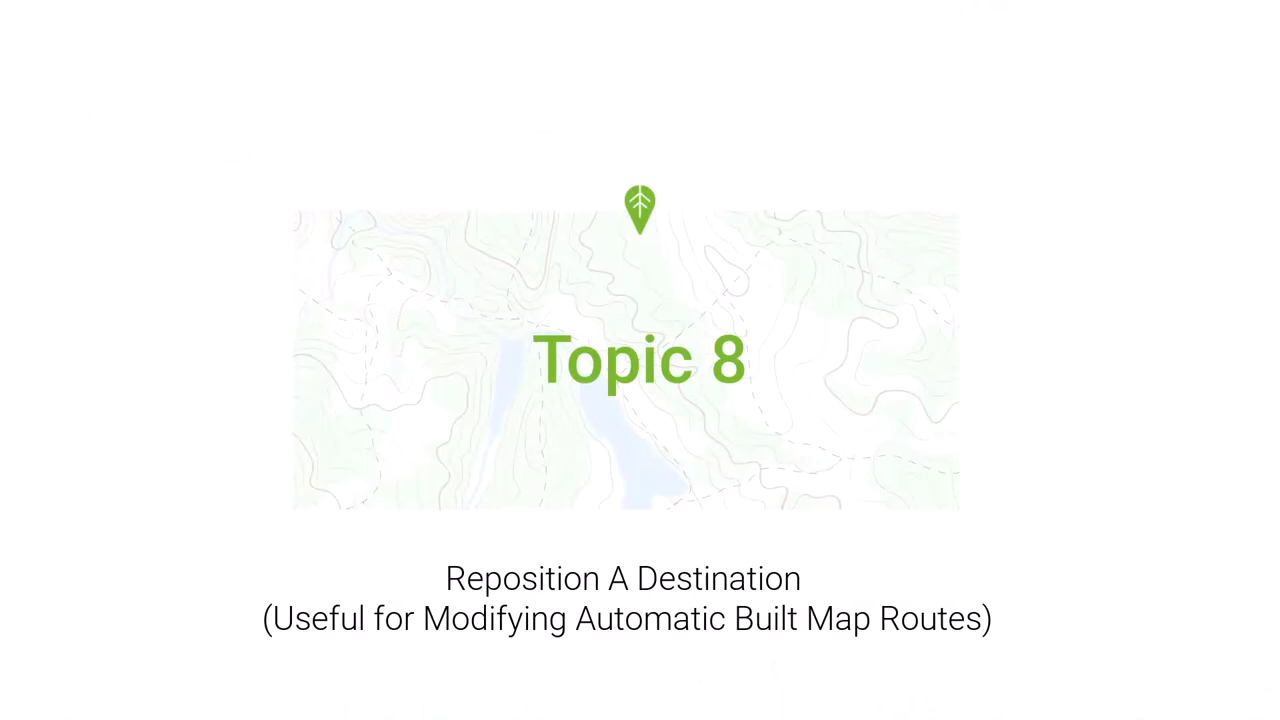 Topic 8
Reposition A Destination
(Useful for Modifying Automatic Built Map Routes)